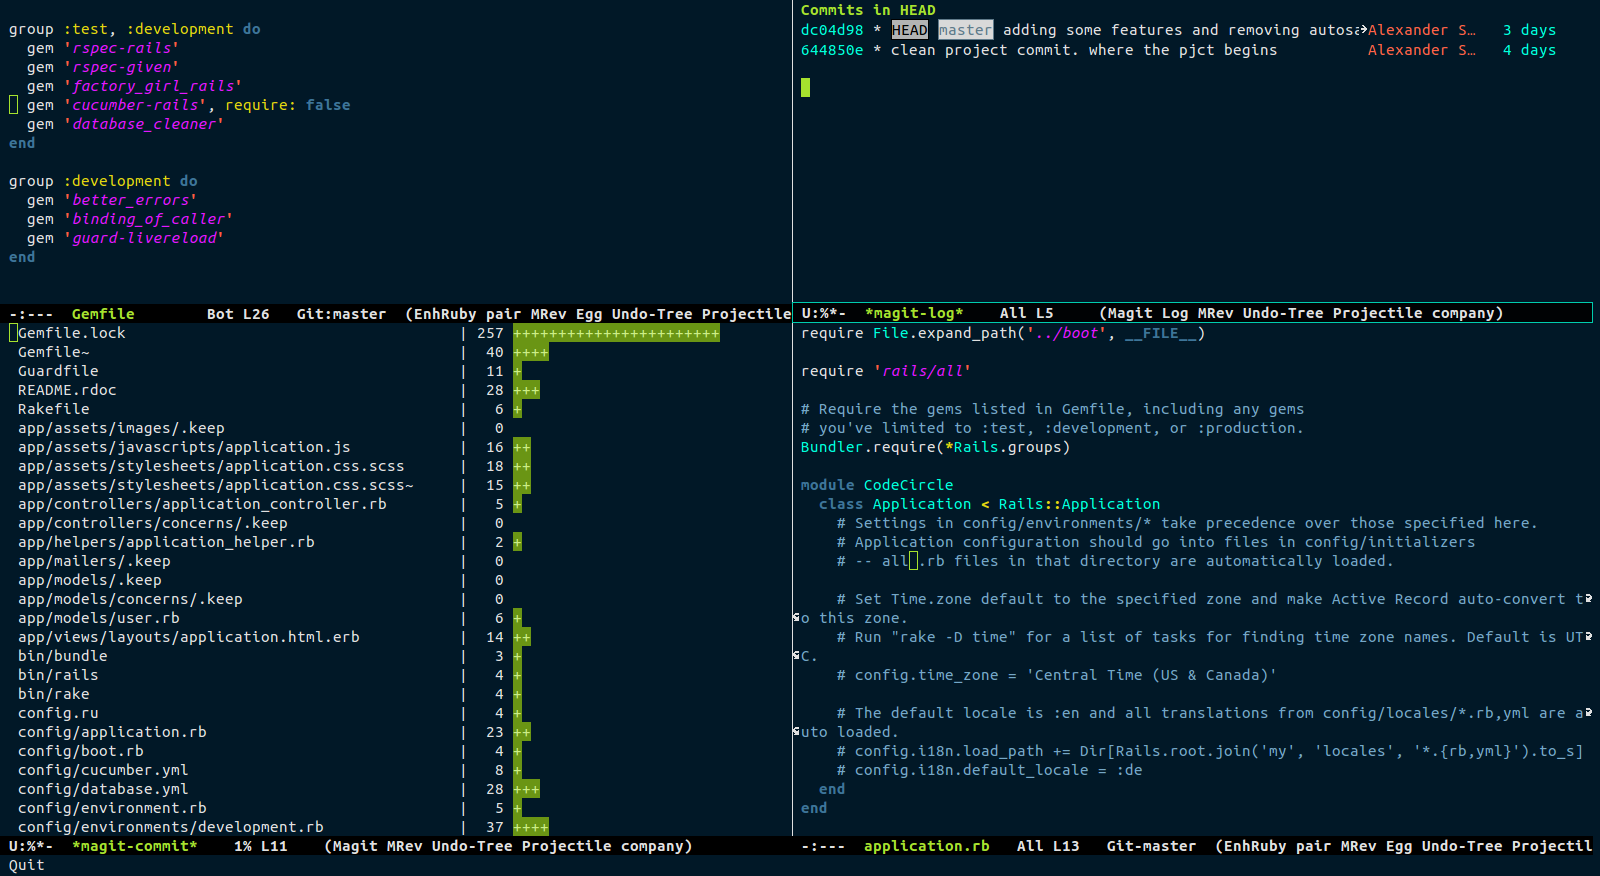 group :test, :development do
  gem 'rspec-rails'
  gem 'rspec-given'
  gem 'factory_girl_rails'
  gem 'cucumber-rails', require: false
  gem 'database_cleaner'
end

group :development do
  gem 'better_errors'
  gem 'binding_of_caller'
  gem 'guard-livereload'
end
-:---  Gemfile        Bot L26   Git:master  (EnhRuby pair MRev Egg Undo-Tree Projectile
Commits in HEAD
dc04d98 * HEAD master adding some features and removing autosa Alexander S…   3 days
644850e * clean project commit. where the pjct begins          Alexander S…   4 days
U:%*-  *magit-log*    All L5     (Magit Log MRev Undo-Tree Projectile company)
Gemfile.lock                                     | 257 +++++++++++++++++++++++
Gemfile~                                         |  40 ++++
Guardfile                                        |  11 +
README.rdoc                                      |  28 +++
Rakefile                                         |   6 +
app/assets/images/.keep                          |   0
app/assets/javascripts/application.js            |  16 ++
app/assets/stylesheets/application.css.scss      |  18 ++
app/assets/stylesheets/application.css.scss~     |  15 ++
app/controllers/application_controller.rb        |   5 +
app/controllers/concerns/.keep                   |   0
app/helpers/application_helper.rb                |   2 +
app/mailers/.keep                                |   0
app/models/.keep                                 |   0
app/models/concerns/.keep                        |   0
app/models/user.rb                               |   6 +
app/views/layouts/application.html.erb           |  14 ++
bin/bundle                                       |   3 +
bin/rails                                        |   4 +
bin/rake                                         |   4 +
config.ru                                        |   4 +
config/application.rb                            |  23 ++
config/boot.rb                                   |   4 +
config/cucumber.yml                              |   8 +
config/database.yml                              |  28 +++
config/environment.rb                            |   5 +
config/environments/development.rb               |  37 ++++
U:%*-  *magit-commit*    1% L11    (Magit MRev Undo-Tree Projectile company)
require File.expand_path('../boot', __FILE__)

require 'rails/all'

# Require the gems listed in Gemfile, including any gems
# you've limited to :test, :development, or :production.
Bundler.require(*Rails.groups)

module CodeCircle
  class Application < Rails::Application
    # Settings in config/environments/* take precedence over those specified here.
    # Application configuration should go into files in config/initializers
    # -- all .rb files in that directory are automatically loaded.

    # Set Time.zone default to the specified zone and make Active Record auto-convert t
o this zone.
    # Run "rake -D time" for a list of tasks for finding time zone names. Default is UT
C.
    # config.time_zone = 'Central Time (US & Canada)'

    # The default locale is :en and all translations from config/locales/*.rb,yml are a
uto loaded.
    # config.i18n.load_path += Dir[Rails.root.join('my', 'locales', '*.{rb,yml}').to_s]
    # config.i18n.default_locale = :de
  end
end
-:---  application.rb   All L13   Git-master  (EnhRuby pair MRev Egg Undo-Tree Projectil
Quit